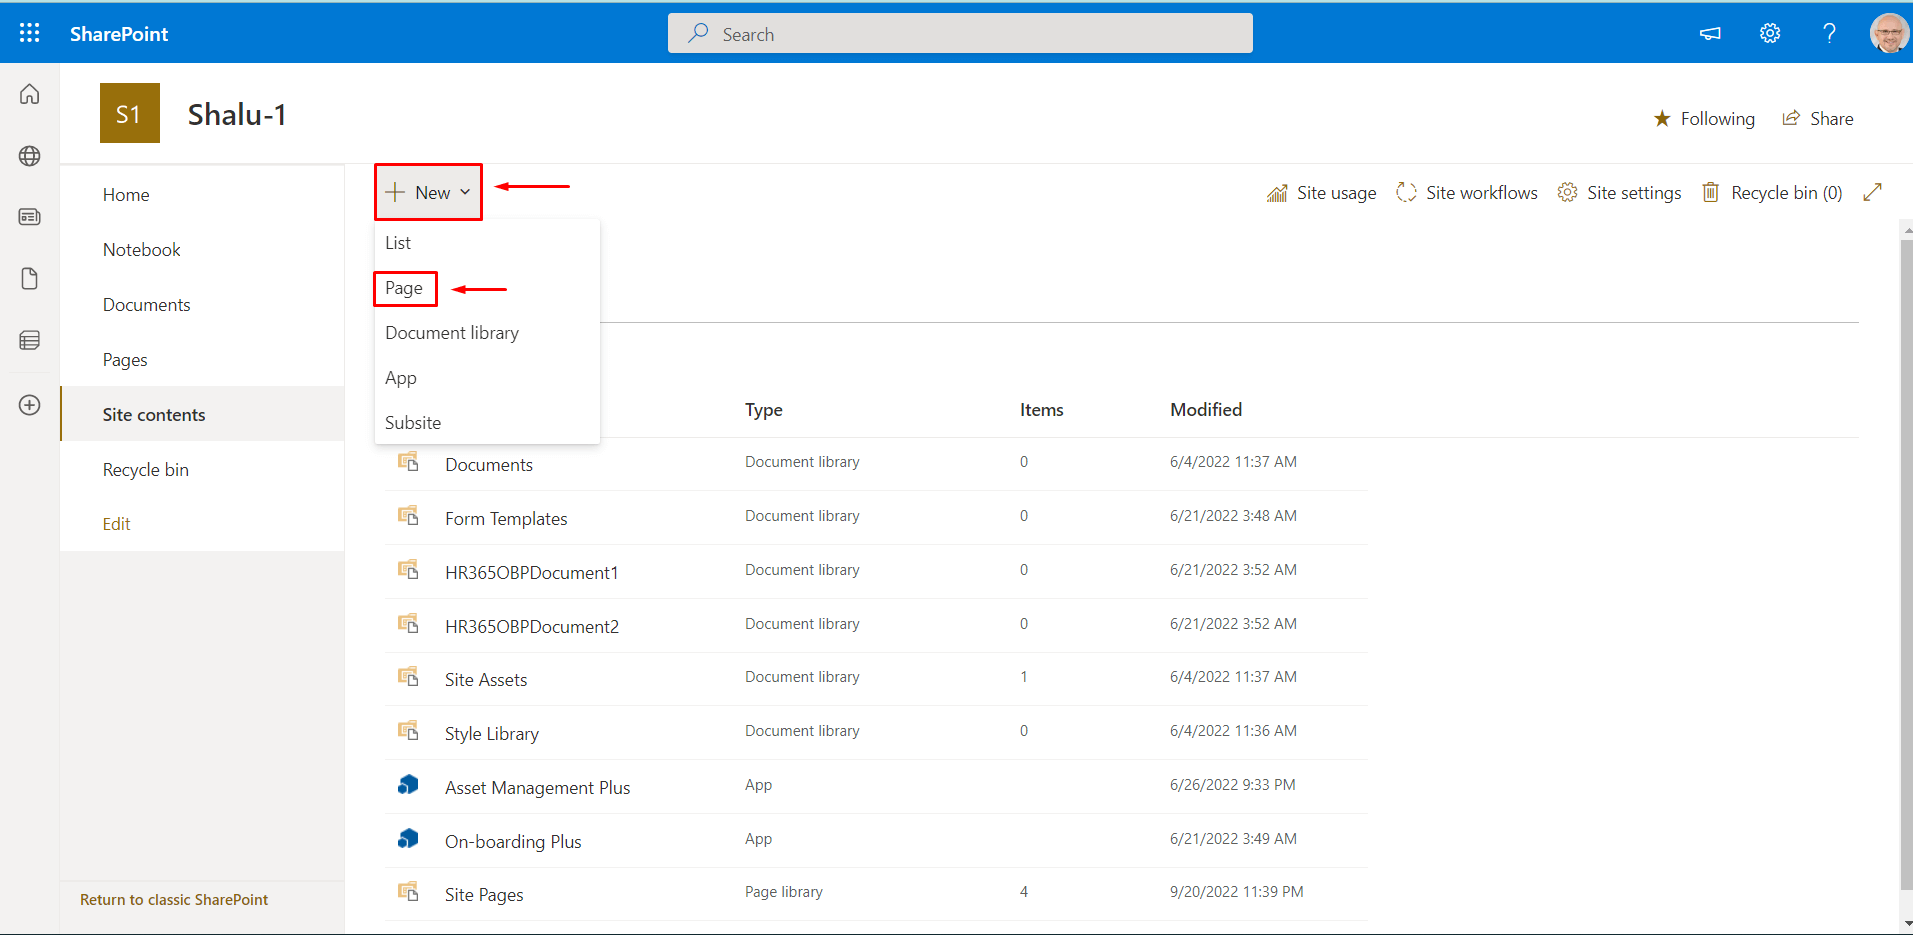 SharePoint
Search
S1
Shalu-1
Following
Share
Home
Notebook
Documents
Pages
Site contents
Recycle bin
Edit
Return to classic SharePoint
New
Site usage
Site workflows
Site settings
Recycle bin (0)
List
Page
Document library
App
Subsite
Type Items Modified
Documents Document library 0 6/4/2022 11:37 AM
Form Templates Document library 0 6/21/2022 3:48 AM
HR365OBPDocument1 Document library 0 6/21/2022 3:52 AM
HR365OBPDocument2 Document library 0 6/21/2022 3:52 AM
Site Assets Document library 1 6/4/2022 11:37 AM
Style Library Document library 0 6/4/2022 11:36 AM
Asset Management Plus App 6/26/2022 9:33 PM
On-boarding Plus App 6/21/2022 3:49 AM
Site Pages Page library 4 9/20/2022 11:39 PM